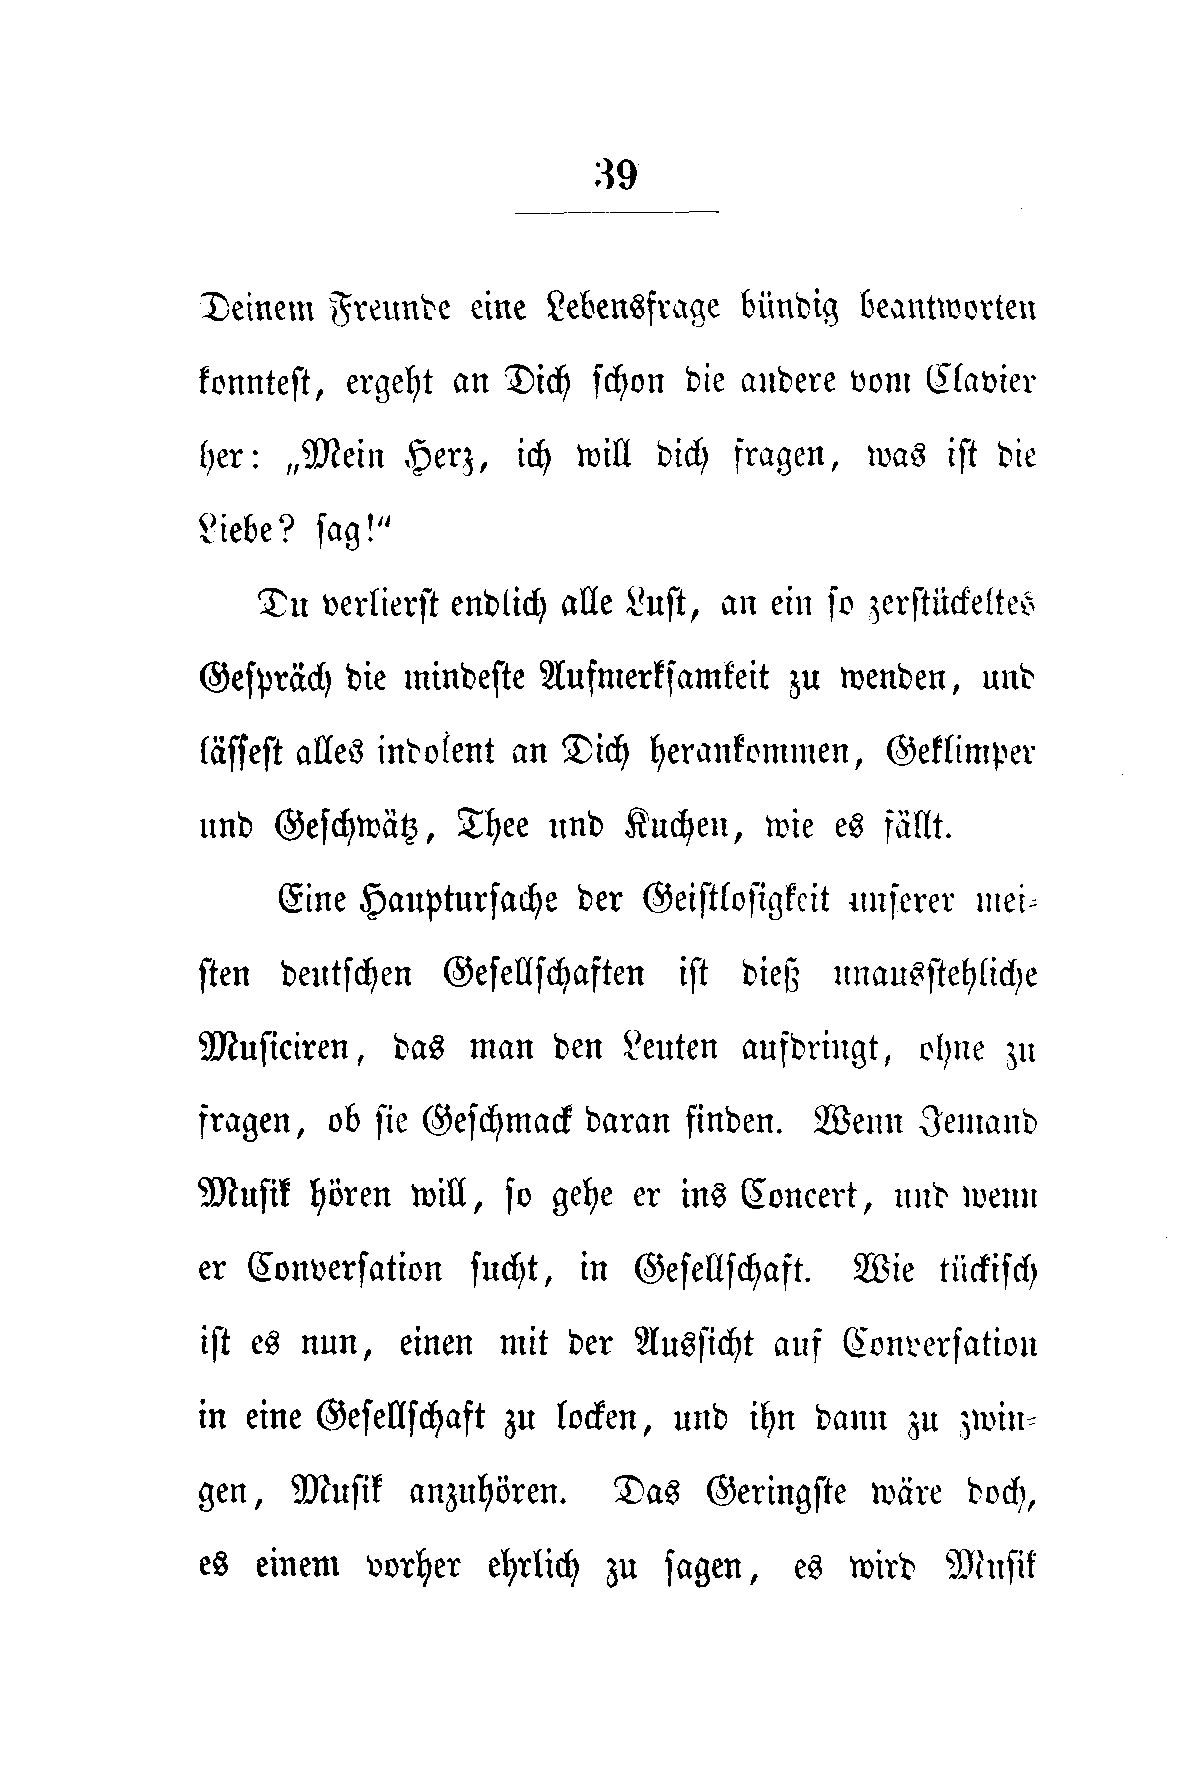 39
Deinem Freunde eine Lebensfrage bündig beantworten
konntest, ergeht an Dich schon die andere vom Clavier
her: „Mein Herz, ich will dich fragen, was ist die
Liebe? sag!“
Du verlierst endlich alle Lust, an ein so zerstückeltes
Gespräch die mindeste Aufmerksamkeit zu wenden, und
lässest alles indolent an Dich herankommen, Geklimper
und Geschwätz, Thee und Kuchen, wie es fällt.
Eine Hauptursache der Geistlosigkeit unserer mei-
sten deutschen Gesellschaften ist dieß unausstehliche
Musiciren, das man den Leuten aufdringt, ohne zu
fragen, ob sie Geschmack daran finden. Wenn Jemand
Musik hören will, so gehe er ins Concert, und wenn
er Conversation sucht, in Gesellschaft. Wie tückisch
ist es nun, einen mit der Aussicht auf Conversation
in eine Gesellschaft zu locken, und ihn dann zu zwin-
gen, Musik anzuhören. Das Geringste wäre doch,
es einem vorher ehrlich zu sagen, es wird Musik